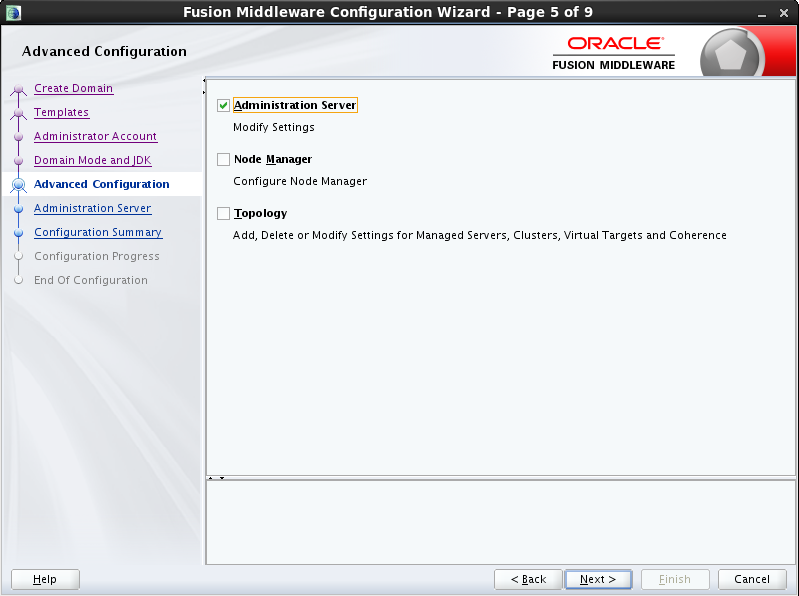 Fusion Middleware Configuration Wizard - Page 5 of 9
Advanced Configuration
ORACLE
FUSION MIDDLEWARE
Create Domain
Templates
Administrator Account
Domain Mode and JDK
Advanced Configuration
Administration Server
Configuration Summary
Configuration Progress
End Of Configuration
Administration Server
Modify Settings
Node Manager
Configure Node Manager
Topology
Add, Delete or Modify Settings for Managed Servers, Clusters, Virtual Targets and Coherence
Help
< Back
Next >
Finish
Cancel